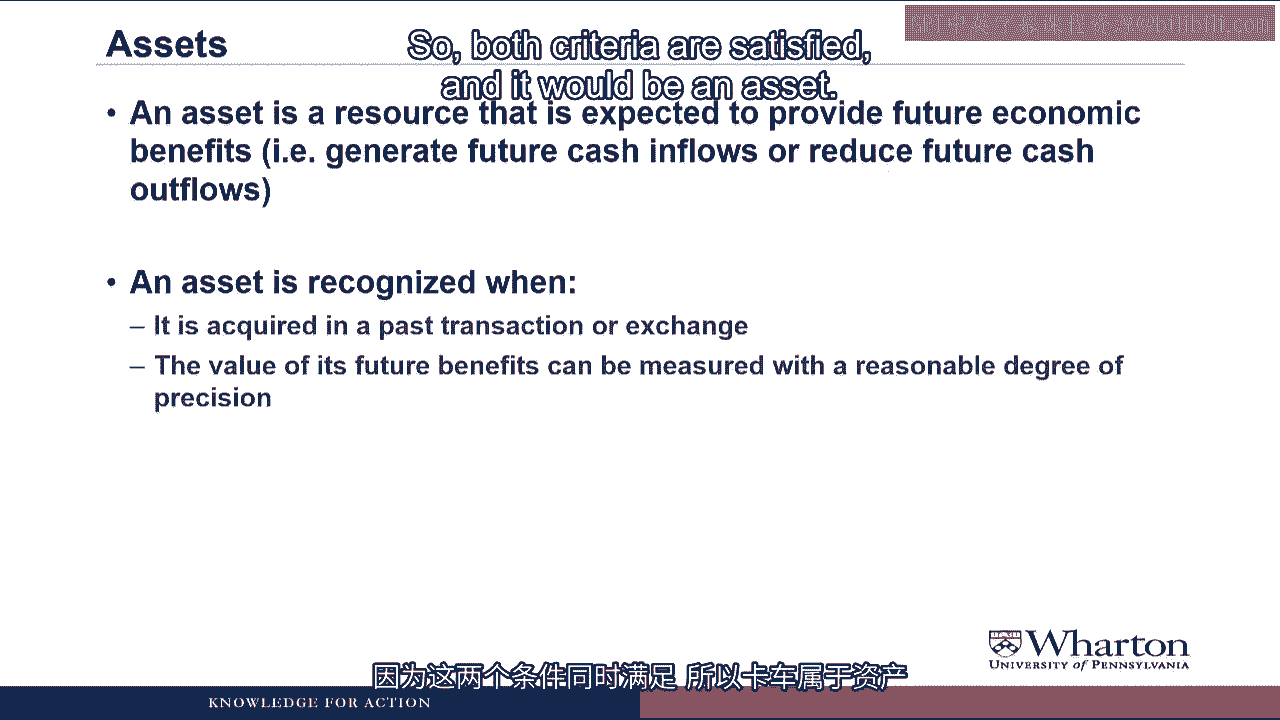 Assets
So, both criteria are satisfied,
and it would be an asset.
• An asset is a resource that is expected to provide future economic
benefits (i.e. generate future cash inflows or reduce future cash
outflows)
• An asset is recognized when:
– It is acquired in a past transaction or exchange
– The value of its future benefits can be measured with a reasonable degree of
precision
Wharton
UNIVERSITY of PENNSYLVANIA
因为这两个条件同时满足 所以卡车属于资产
KNOWLEDGE FOR ACTION